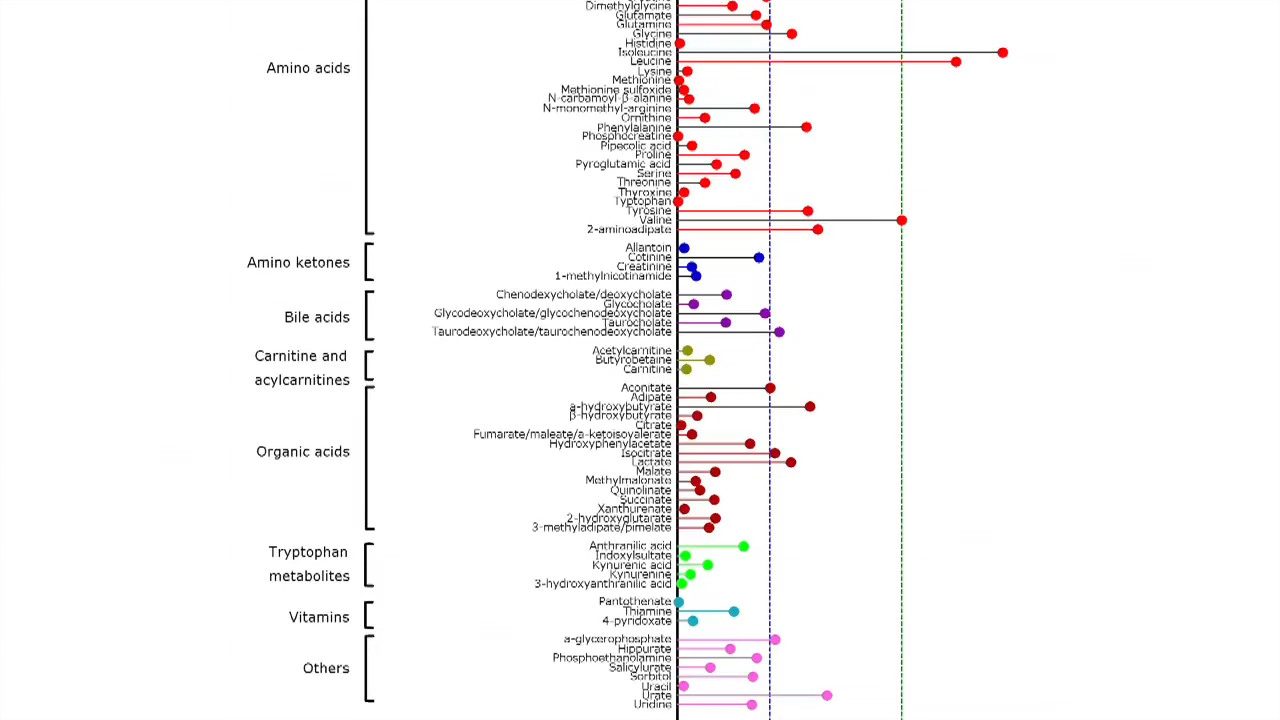 Dimethylglycine
Glutamate
Glutamine
Glycine
Histidine
Isoleucine
Leucine
Lysine
Methionine
Methionine sulfoxide
N-carbamoyl-β-alanine
N-monomethyl-arginine
Ornithine
Phenylalanine
Phosphocreatine
Pipecolic acid
Proline
Pyroglutamic acid
Serine
Threonine
Thyroxine
Typtophan
Tyrosine
Valine
2-aminoadipate
Amino acids
Allantoin
Cotinine
Creatinine
1-methylnicotinamide
Amino ketones
Chenodexycholate/deoxycholate
Glycocholate
Glycodeoxycholate/glycochenodeoxycholate
Taurocholate
Taurodeoxycholate/taurochenodeoxycholate
Bile acids
Acetylcarnitine
Butyrobetaine
Carnitine
Carnitine and
acylcarnitines
Aconitate
Adipate
a-hydroxybutyrate
β-hydroxybutyrate
Citrate
Fumarate/maleate/a-ketoisovalerate
Hydroxyphenylacetate
Isocitrate
Lactate
Malate
Methylmalonate
Quinolinate
Succinate
Xanthurenate
2-hydroxyglutarate
3-methyladipate/pimelate
Organic acids
Anthranilic acid
Indoxylsulfate
Kynurenic acid
Kynurenine
3-hydroxyanthranilic acid
Tryptophan
metabolites
Pantothenate
Thiamine
4-pyridoxate
Vitamins
a-glycerophosphate
Hippurate
Phosphoethanolamine
Salicylurate
Sorbitol
Uracil
Urate
Uridine
Others